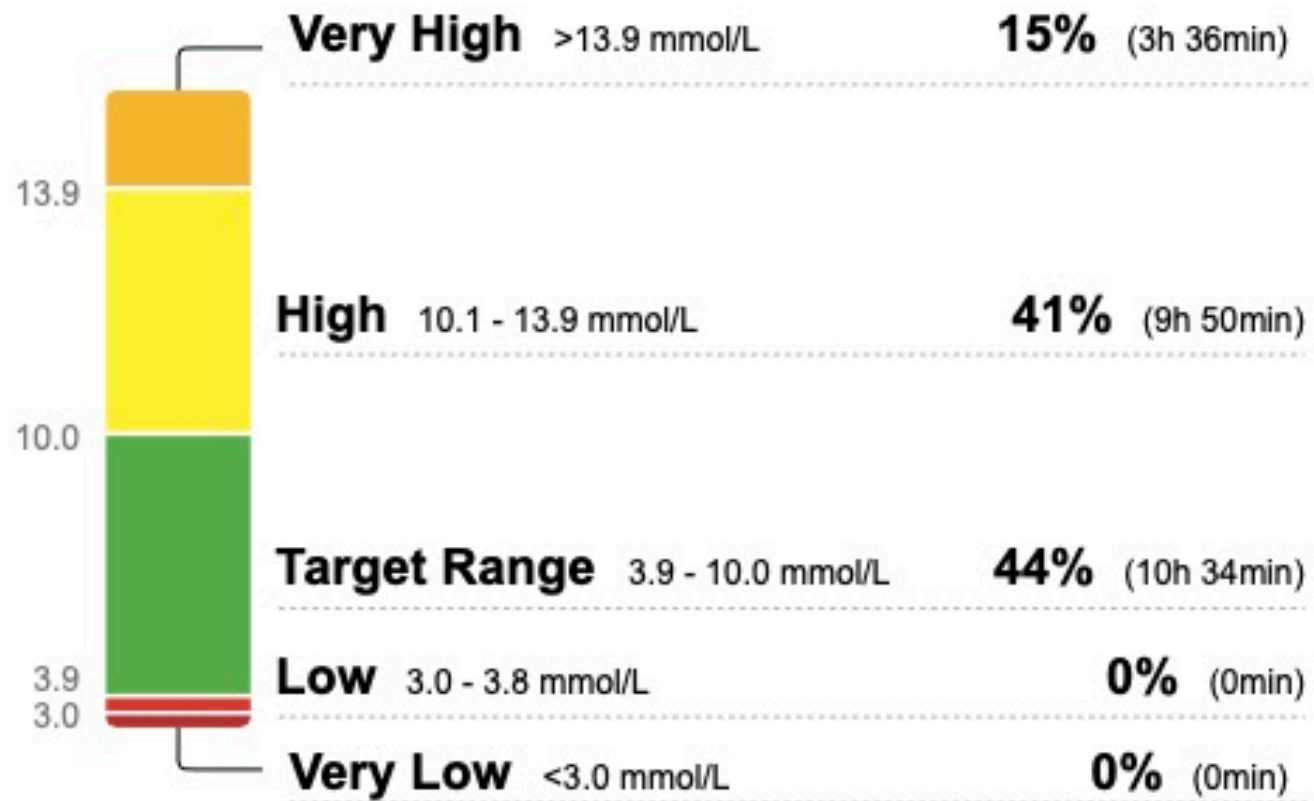 Very High >13.9 mmol/L 15% (3h 36min)
13.9
High 10.1 - 13.9 mmol/L 41% (9h 50min)
10.0
Target Range 3.9 - 10.0 mmol/L 44% (10h 34min)
3.9
Low 3.0 - 3.8 mmol/L 0% (0min)
3.0
Very Low <3.0 mmol/L 0% (0min)